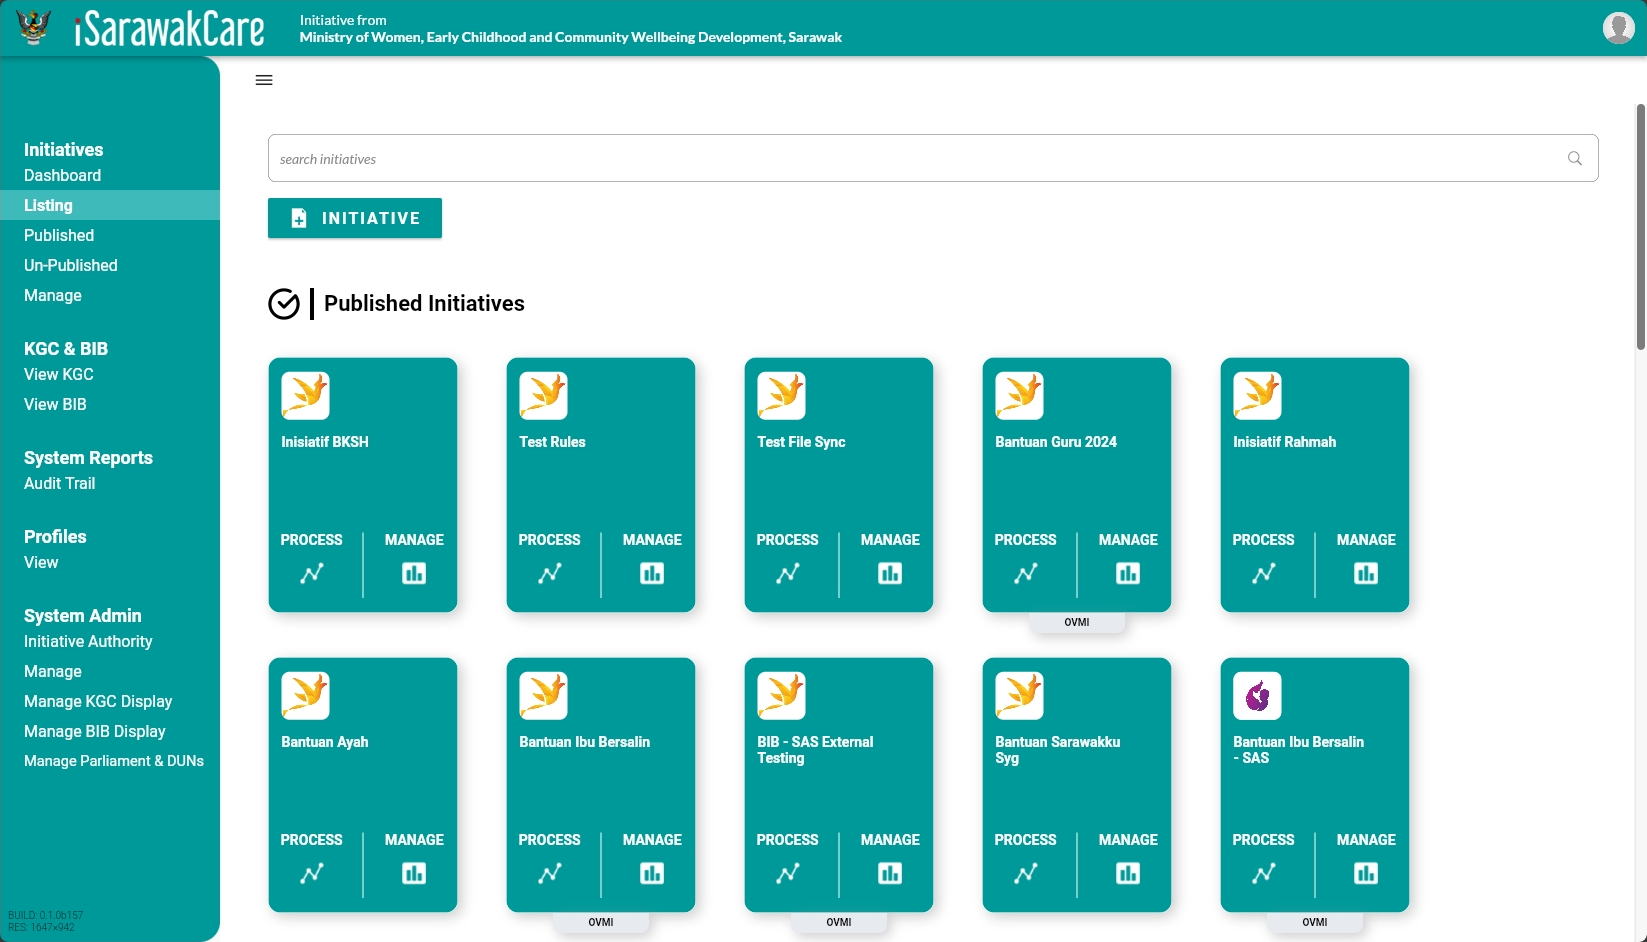 iSarawakCare
Initiative from
Ministry of Women, Early Childhood and Community Wellbeing Development, Sarawak
Initiatives
Dashboard
Listing
Published
Un-Published
Manage
KGC & BIB
View KGC
View BIB
System Reports
Audit Trail
Profiles
View
System Admin
Initiative Authority
Manage
Manage KGC Display
Manage BIB Display
Manage Parliament & DUNs
BUILD: 0.1.0b157
RES: 1647x942
search initiatives
INITIATIVE
Published Initiatives
Inisiatif BKSH
PROCESS MANAGE
Test Rules
PROCESS MANAGE
Test File Sync
PROCESS MANAGE
Bantuan Guru 2024
PROCESS MANAGE
OVMI
Inisiatif Rahmah
PROCESS MANAGE
Bantuan Ayah
PROCESS MANAGE
Bantuan Ibu Bersalin
PROCESS MANAGE
OVMI
BIB - SAS External
Testing
PROCESS MANAGE
OVMI
Bantuan Sarawakku
Syg
PROCESS MANAGE
Bantuan Ibu Bersalin
- SAS
PROCESS MANAGE
OVMI